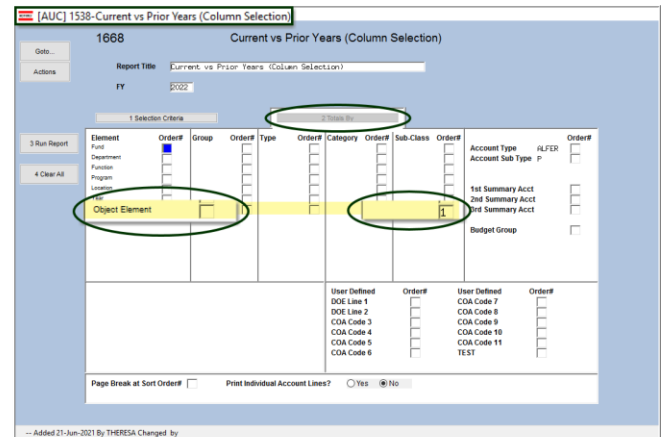 [AUC] 1538-Current vs Prior Years (Column Selection)
1668 Current vs Prior Years (Column Selection)
Goto...
Actions
Report Title Current vs Prior Years (Column Selection)
FY 2022
1 Selection Criteria 2 Totals By
3 Run Report
4 Clear All
Element Order# Group Order# Type Order# Category Order# Sub-Class Order# Order#
Fund
Department
Function
Program
Location
Year
Object Element 1
Account Type ALFER
Account Sub Type P
1st Summary Acct
2nd Summary Acct
3rd Summary Acct
Budget Group
User Defined Order# User Defined Order#
DOE Line 1 COA Code 7
DOE Line 2 COA Code 8
COA Code 3 COA Code 9
COA Code 4 COA Code 10
COA Code 5 COA Code 11
COA Code 6 TEST
Page Break at Sort Order# Print Individual Account Lines? Yes No
-- Added 21-Jun-2021 By THERESA Changed by